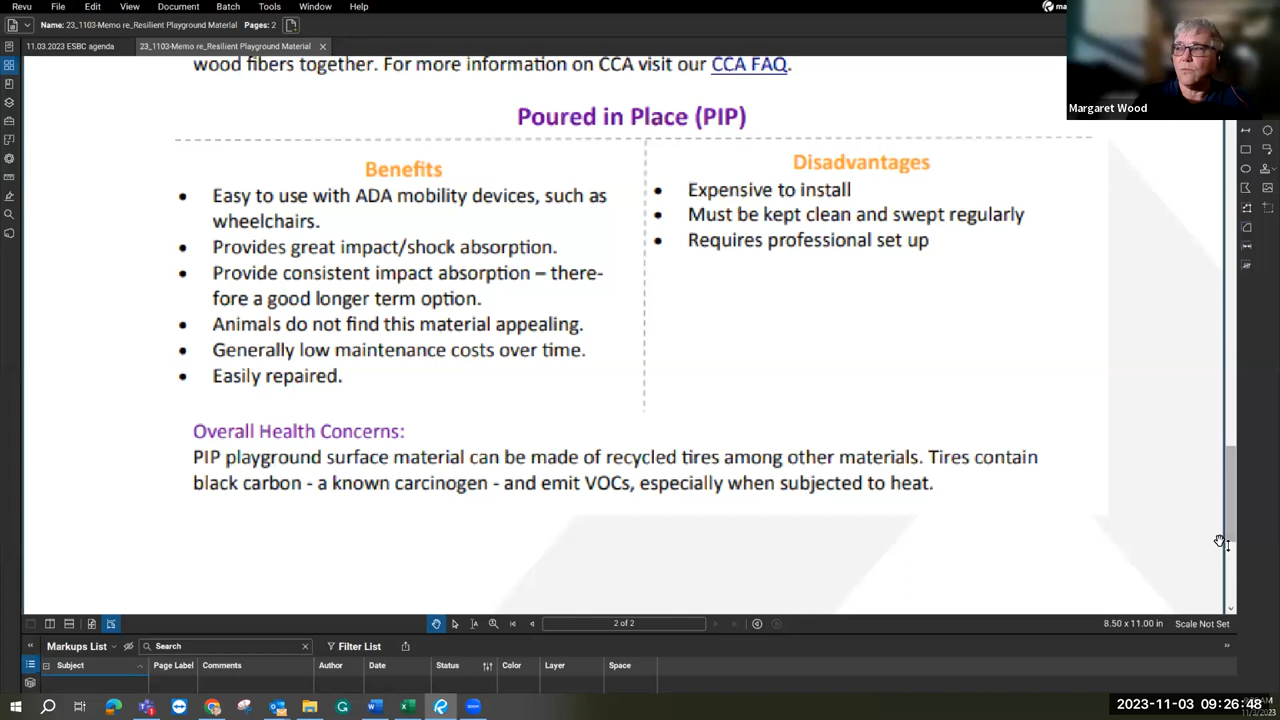 Revu File Edit View Document Batch Tools Window Help
Name: 23_1103-Memo re_Resilient Playground Material Pages: 2
11.03.2023 ESBC agenda 23_1103-Memo re_Resilient Playground Material
Margaret Wood
wood fibers together. For more information on CCA visit our CCA FAQ.
Poured in Place (PIP)
Benefits
• Easy to use with ADA mobility devices, such as
wheelchairs.
• Provides great impact/shock absorption.
• Provide consistent impact absorption – there-
fore a good longer term option.
• Animals do not find this material appealing.
• Generally low maintenance costs over time.
• Easily repaired.
Disadvantages
• Expensive to install
• Must be kept clean and swept regularly
• Requires professional set up
Overall Health Concerns:
PIP playground surface material can be made of recycled tires among other materials. Tires contain
black carbon - a known carcinogen - and emit VOCs, especially when subjected to heat.
2 of 2 8.50 x 11.00 in Scale Not Set
Markups List Search Filter List
Subject Page Label Comments Author Date Status Color Layer Space
2023-11-03 09:26:48